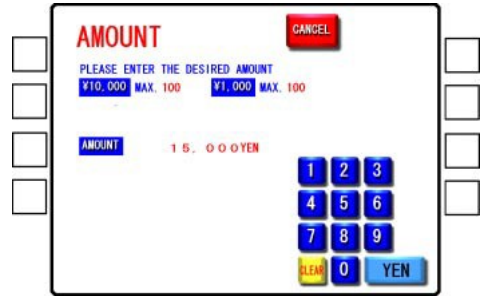 AMOUNT CANCEL
PLEASE ENTER THE DESIRED AMOUNT
¥10,000 MAX. 100 ¥1,000 MAX. 100
AMOUNT 15,000YEN
1 2 3
4 5 6
7 8 9
CLEAR 0 YEN